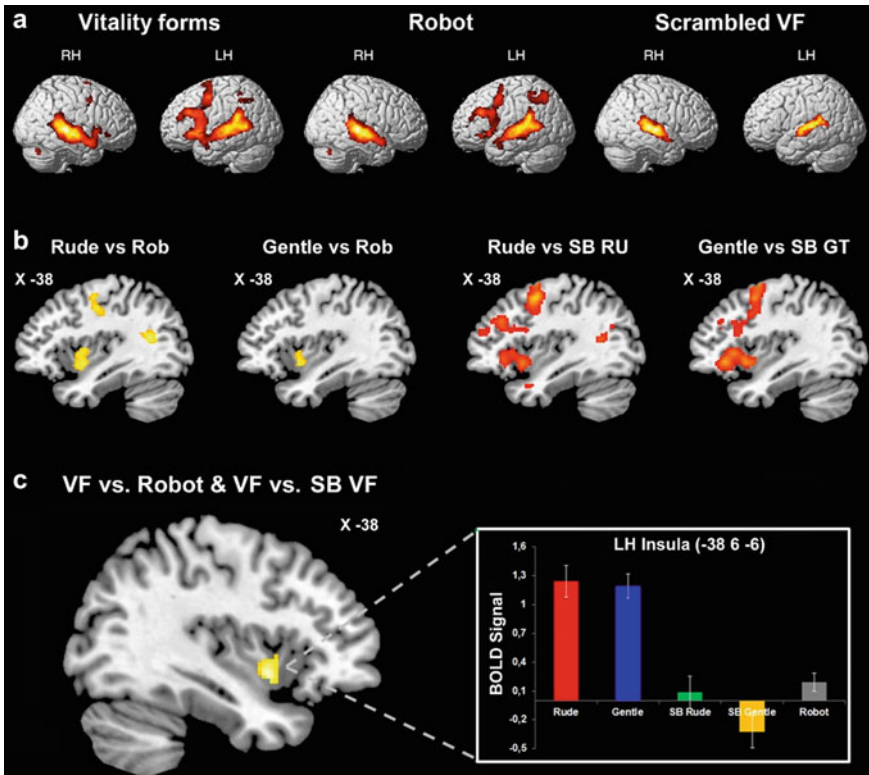 a
Vitality forms Robot Scrambled VF
RH LH RH LH RH LH
b
Rude vs Rob Gentle vs Rob Rude vs SB RU Gentle vs SB GT
X -38 X -38 X -38 X -38
c
VF vs. Robot & VF vs. SB VF
X -38
LH Insula (-38 6 -6)
BOLD Signal
1,6
1,3
1
0,7
0,4
0,1
-0,2
-0,5
Rude Gentle SB Rude SB Gentle Robot